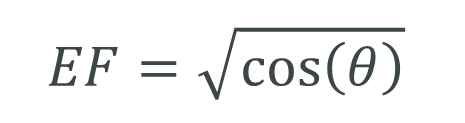 EF = √cos(θ)